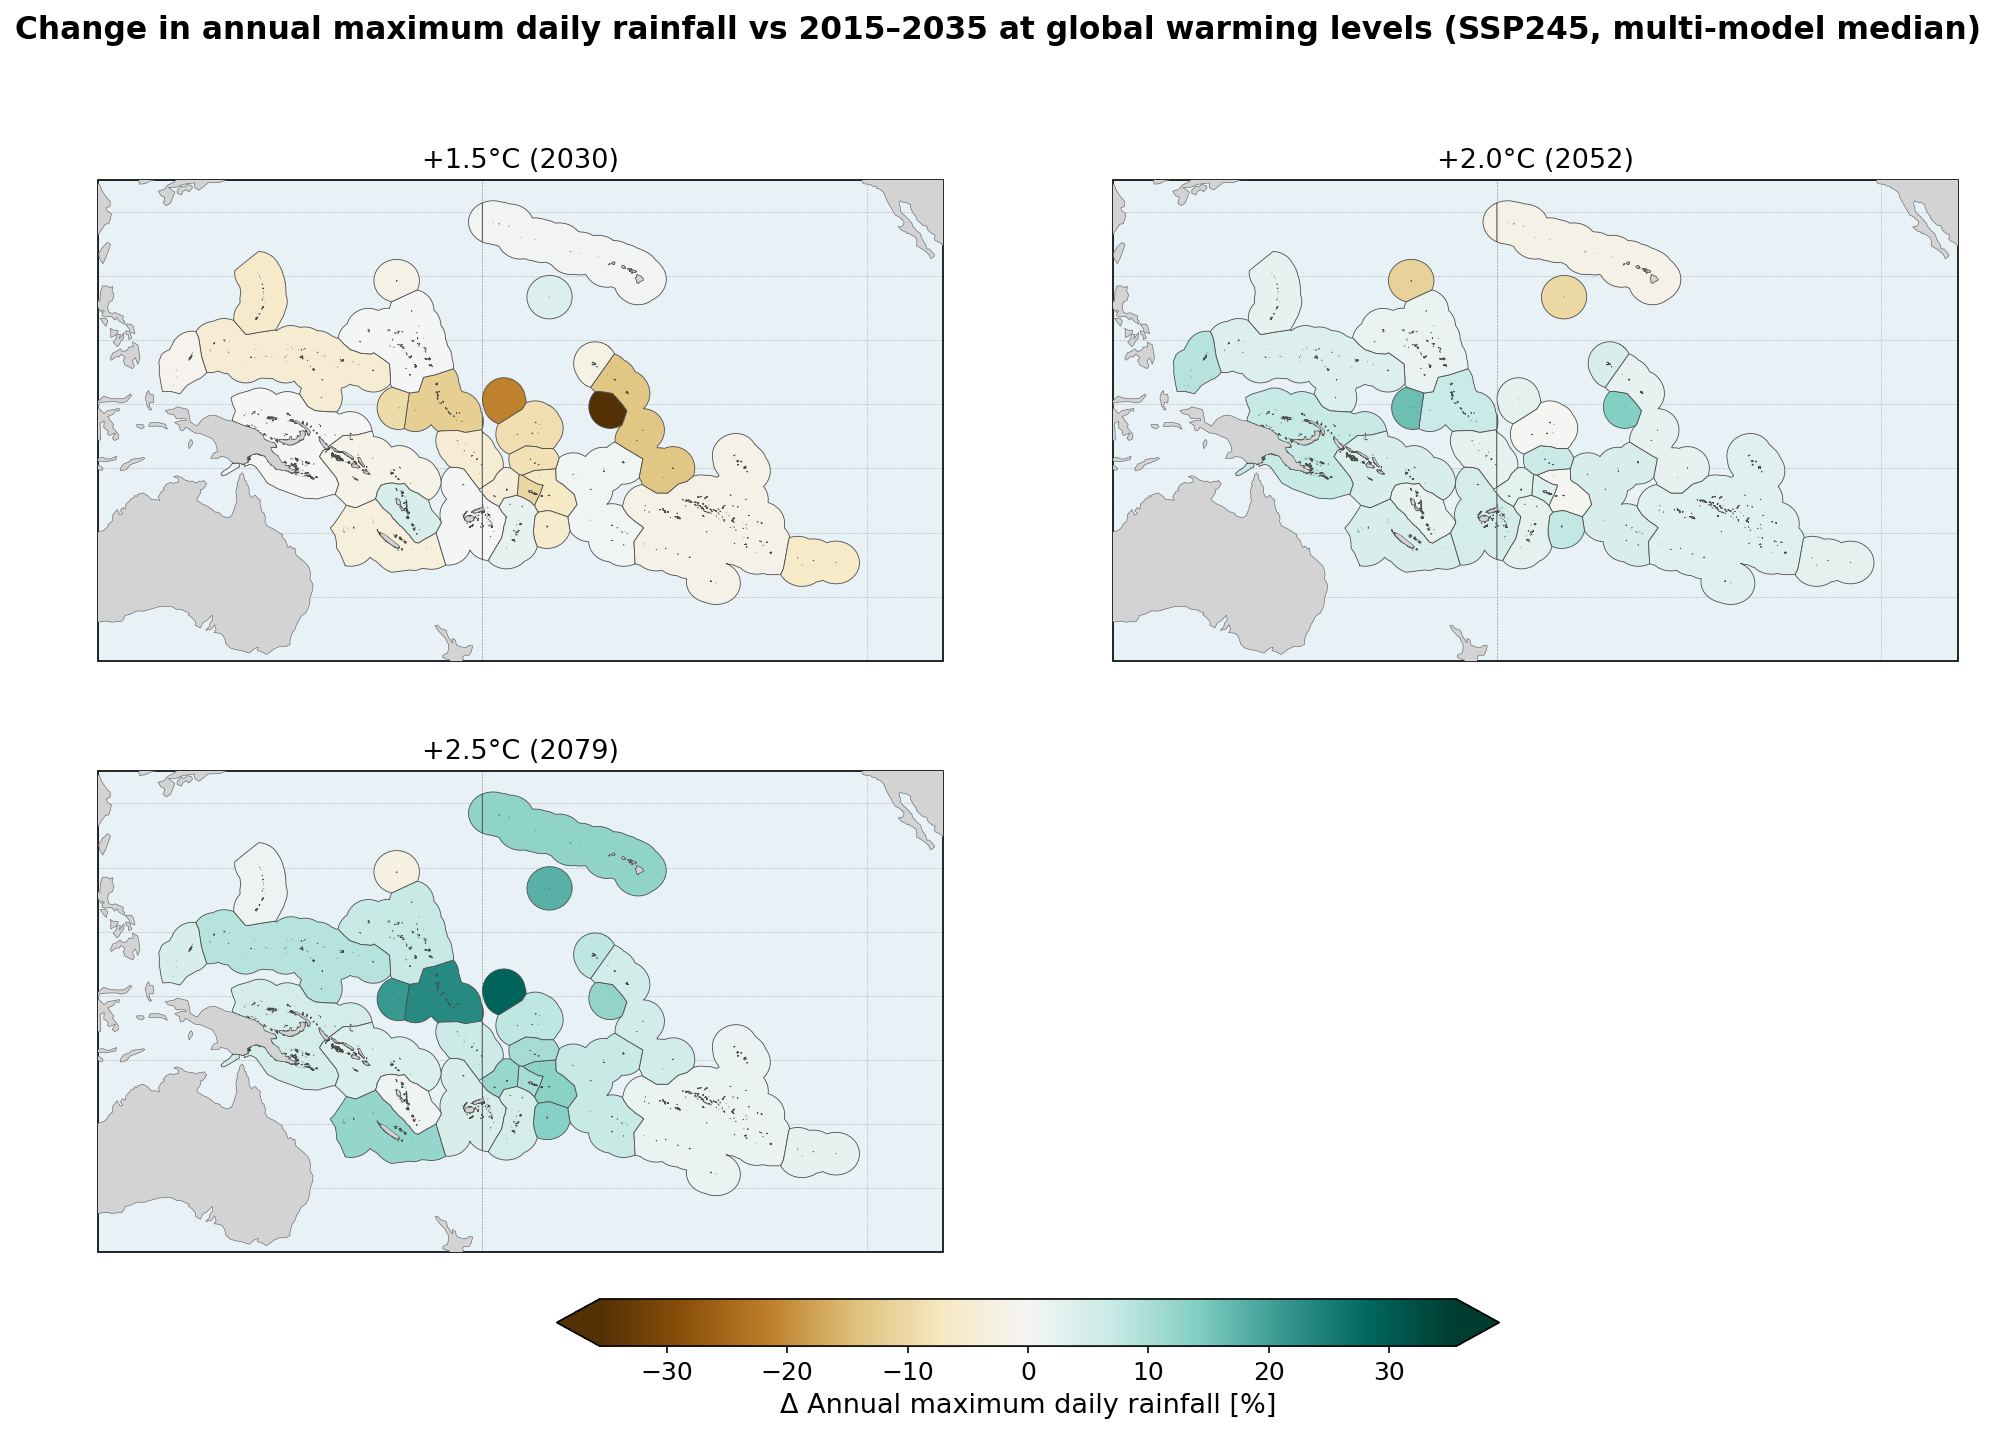 Change in annual maximum daily rainfall vs 2015–2035 at global warming levels (SSP245, multi-model median)
+1.5°C (2030)
+2.0°C (2052)
+2.5°C (2079)
−30 −20 −10 0 10 20 30
Δ Annual maximum daily rainfall [%]